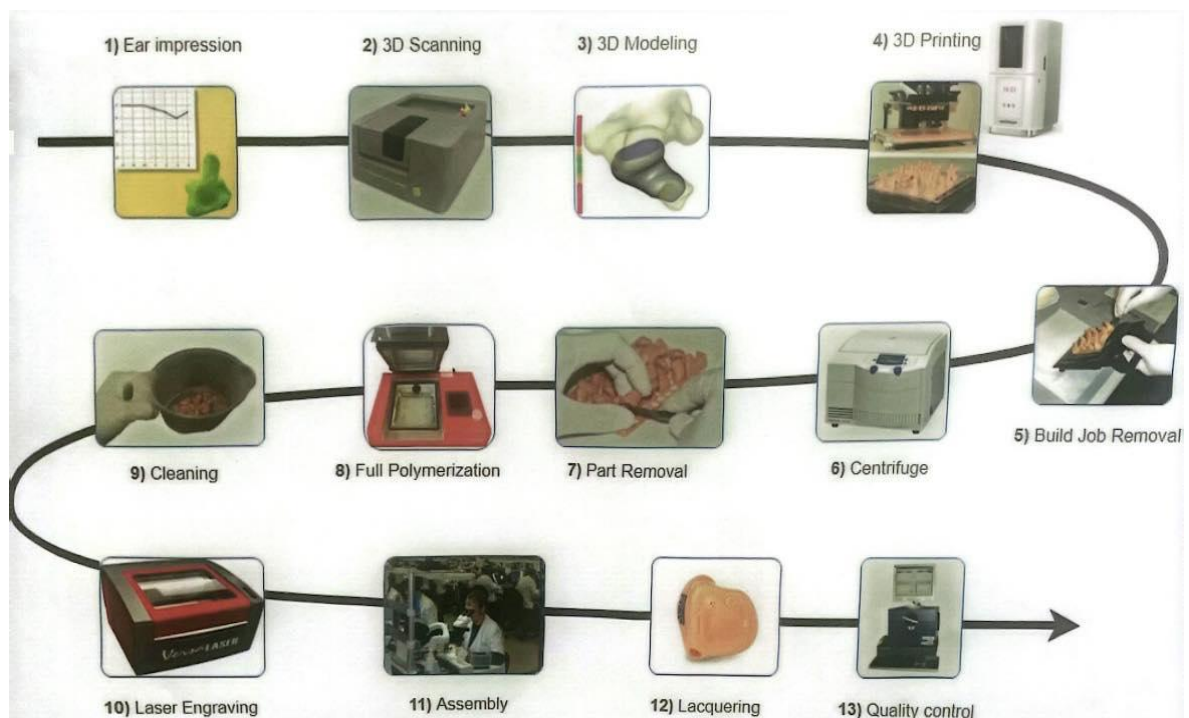 1) Ear impression
2) 3D Scanning
3) 3D Modeling
4) 3D Printing
5) Build Job Removal
6) Centrifuge
7) Part Removal
8) Full Polymerization
9) Cleaning
10) Laser Engraving
11) Assembly
12) Lacquering
13) Quality control